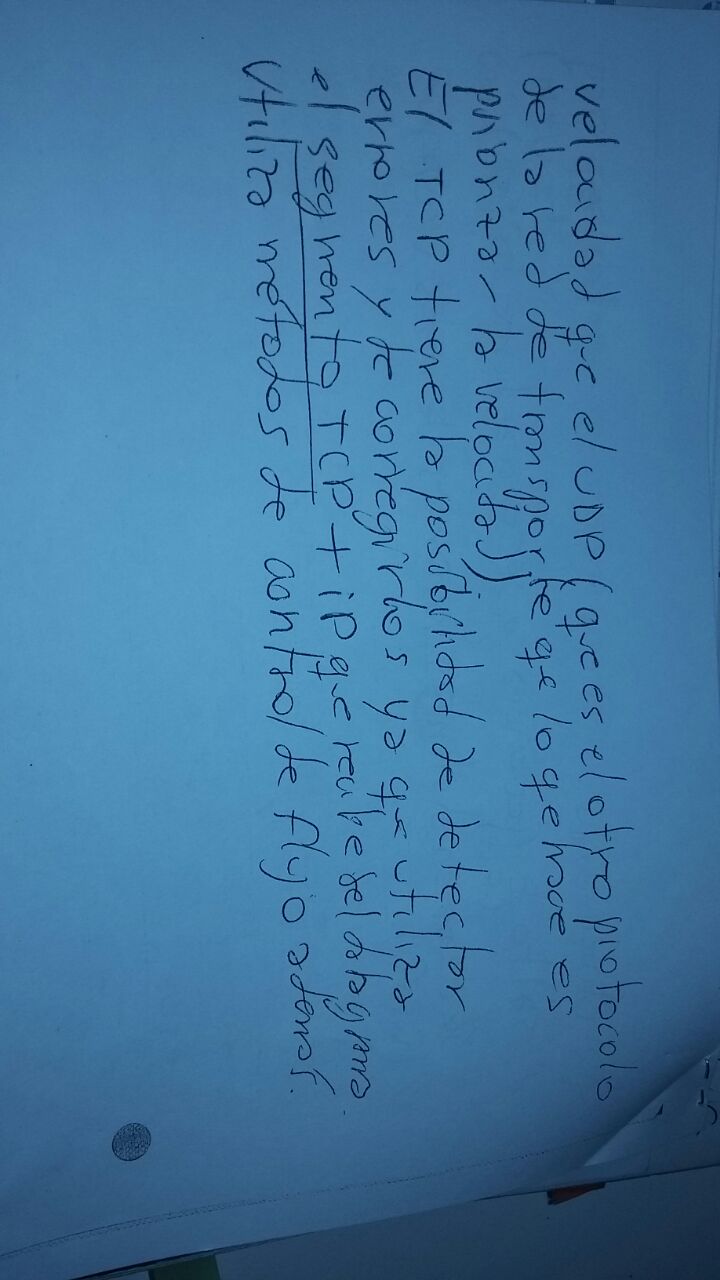 velocidad que el UDP (que es el otro protocolo
de la red de transporte que lo que hace es
priorizar la velocidad)
El TCP tiene la posibilidad de detectar
errores y de corregirlos ya que utiliza
el segmento TCP + iP que recibe del datagrama.
Utiliza metodos de control de flujo además.